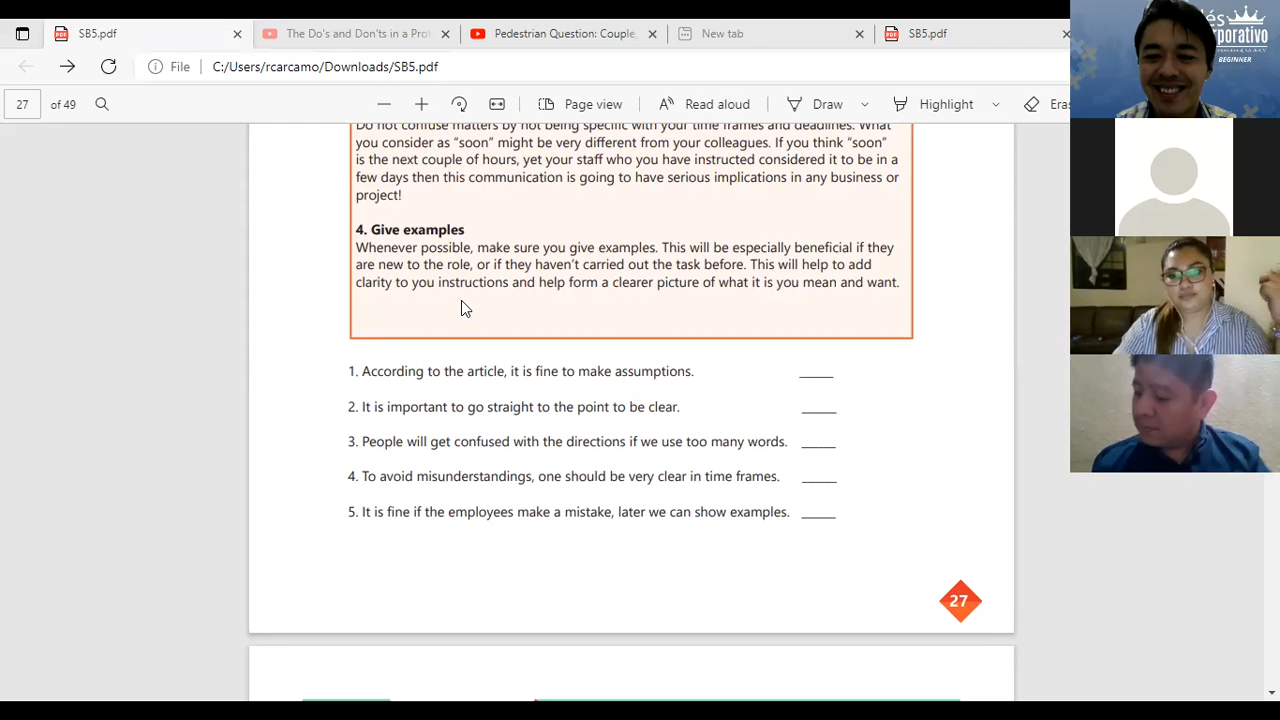 SB5.pdf
The Do's and Don'ts in a Prot
Pedestrian Question: Couple,
New tab
SB5.pdf
File
C:/Users/rcarcamo/Downloads/SB5.pdf
27 of 49
Page view
Read aloud
Draw
Highlight
Eras
Do not confuse matters by not being specific with your time frames and deadlines. What
you consider as “soon” might be very different from your colleagues. If you think “soon”
is the next couple of hours, yet your staff who you have instructed considered it to be in a
few days then this communication is going to have serious implications in any business or
project!
4. Give examples
Whenever possible, make sure you give examples. This will be especially beneficial if they
are new to the role, or if they haven’t carried out the task before. This will help to add
clarity to you instructions and help form a clearer picture of what it is you mean and want.
1. According to the article, it is fine to make assumptions. _____
2. It is important to go straight to the point to be clear. _____
3. People will get confused with the directions if we use too many words. _____
4. To avoid misunderstandings, one should be very clear in time frames. _____
5. It is fine if the employees make a mistake, later we can show examples. _____
27
és
rporativo
BEGINNER